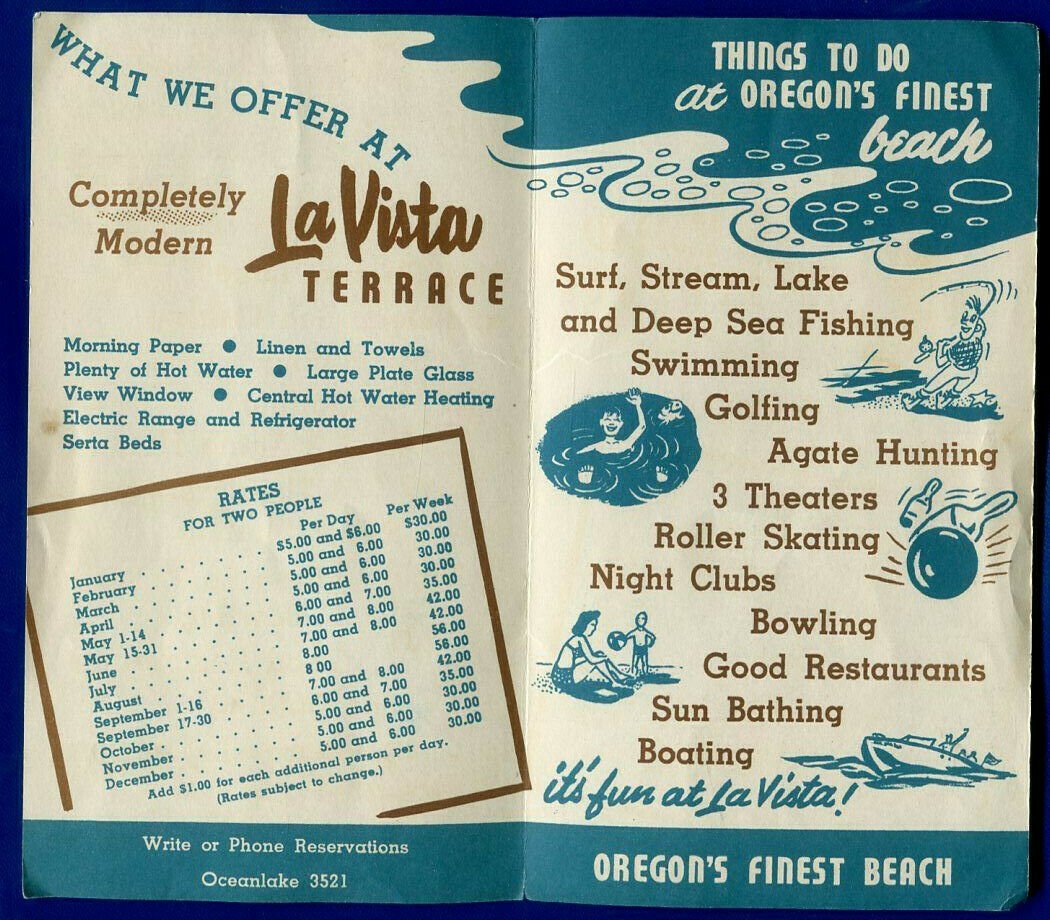 WHAT WE OFFER AT
Completely
Modern
La Vista
TERRACE
Morning Paper ● Linen and Towels
Plenty of Hot Water ● Large Plate Glass
View Window ● Central Hot Water Heating
Electric Range and Refrigerator
Serta Beds
RATES
FOR TWO PEOPLE
Per Day Per Week
January $5.00 and $6.00 $30.00
February 5.00 and 6.00 30.00
March 5.00 and 6.00 30.00
April 5.00 and 6.00 30.00
May 1-14 6.00 and 7.00 35.00
May 15-31 7.00 and 8.00 42.00
June 7.00 and 8.00 42.00
July 8.00 56.00
August 8 00 56.00
September 1-16 7.00 and 8.00 42.00
September 17-30 6.00 and 7.00 35.00
October 5.00 and 6.00 30.00
November 5.00 and 6.00 30.00
December 5.00 and 6.00 30.00
Add $1.00 for each additional person per day.
(Rates subject to change.)
Write or Phone Reservations
Oceanlake 3521
THINGS TO DO
at OREGON'S FINEST
beach
Surf, Stream, Lake
and Deep Sea Fishing
Swimming
Golfing
Agate Hunting
3 Theaters
Roller Skating
Night Clubs
Bowling
Good Restaurants
Sun Bathing
Boating
it's fun at La Vista!
OREGON'S FINEST BEACH